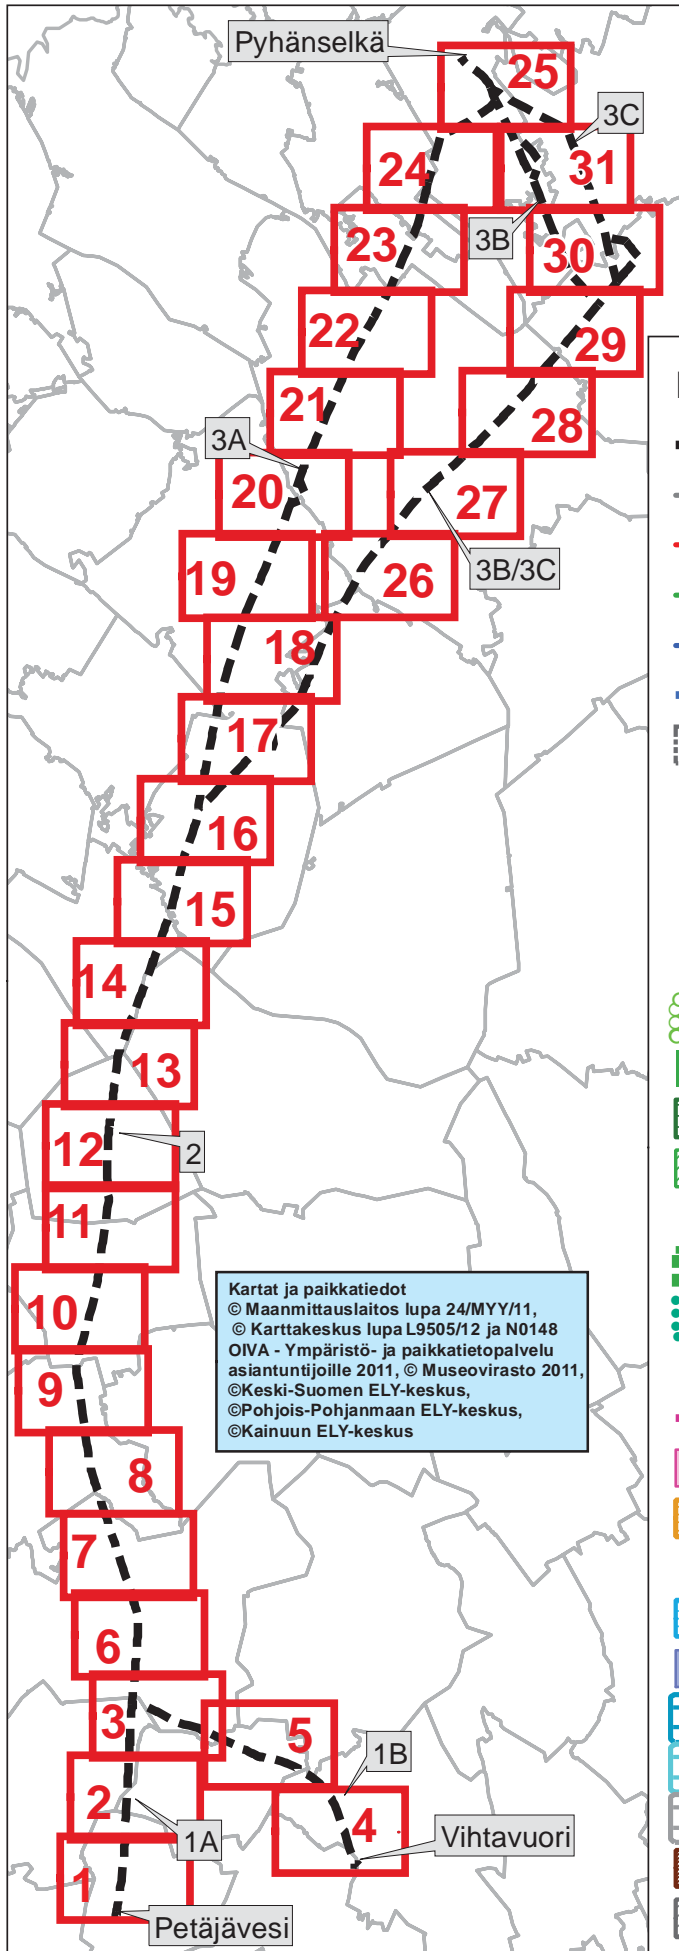 Pyhänselkä
25
3C
24
31
3B
23
30
22
29
21
28
3A
20
27
3B/3C
19
26
18
17
16
15
14
13
12
2
11
10
Kartat ja paikkatiedot
© Maanmittauslaitos lupa 24/MYY/11,
© Karttakeskus lupa L9505/12 ja N0148
OIVA - Ympäristö- ja paikkatietopalvelu
asiantuntijoille 2011, © Museovirasto 2011,
©Keski-Suomen ELY-keskus,
©Pohjois-Pohjanmaan ELY-keskus,
©Kainuun ELY-keskus
9
8
7
6
3
5
1B
2
4
1A
Vihtavuori
1
Petäjävesi